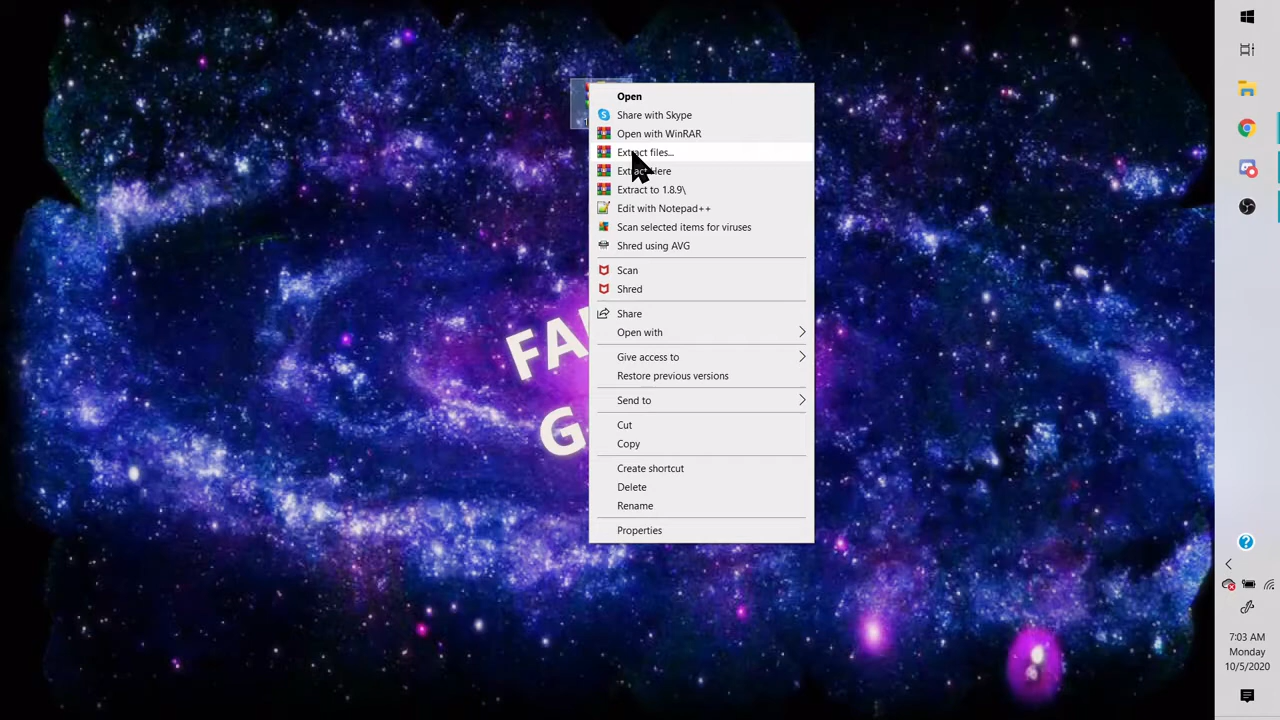 Open
Share with Skype
Open with WinRAR
Extract files...
Extract Here
Extract to 1.8.9\
Edit with Notepad++
Scan selected items for viruses
Shred using AVG
Scan
Shred
Share
Open with
Give access to
Restore previous versions
Send to
Cut
Copy
Create shortcut
Delete
Rename
Properties
FA
G
7:03 AM
Monday
10/5/2020